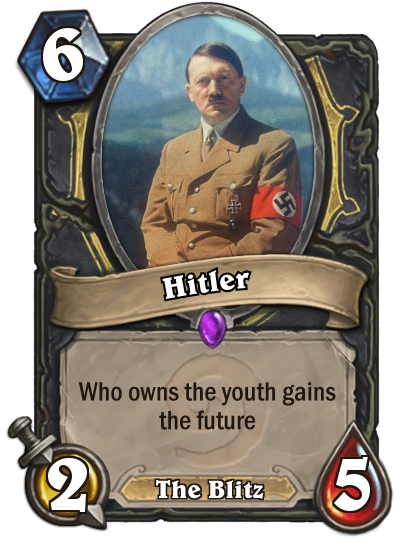 6
Hitler
Who owns the youth gains
the future
2
The Blitz
5